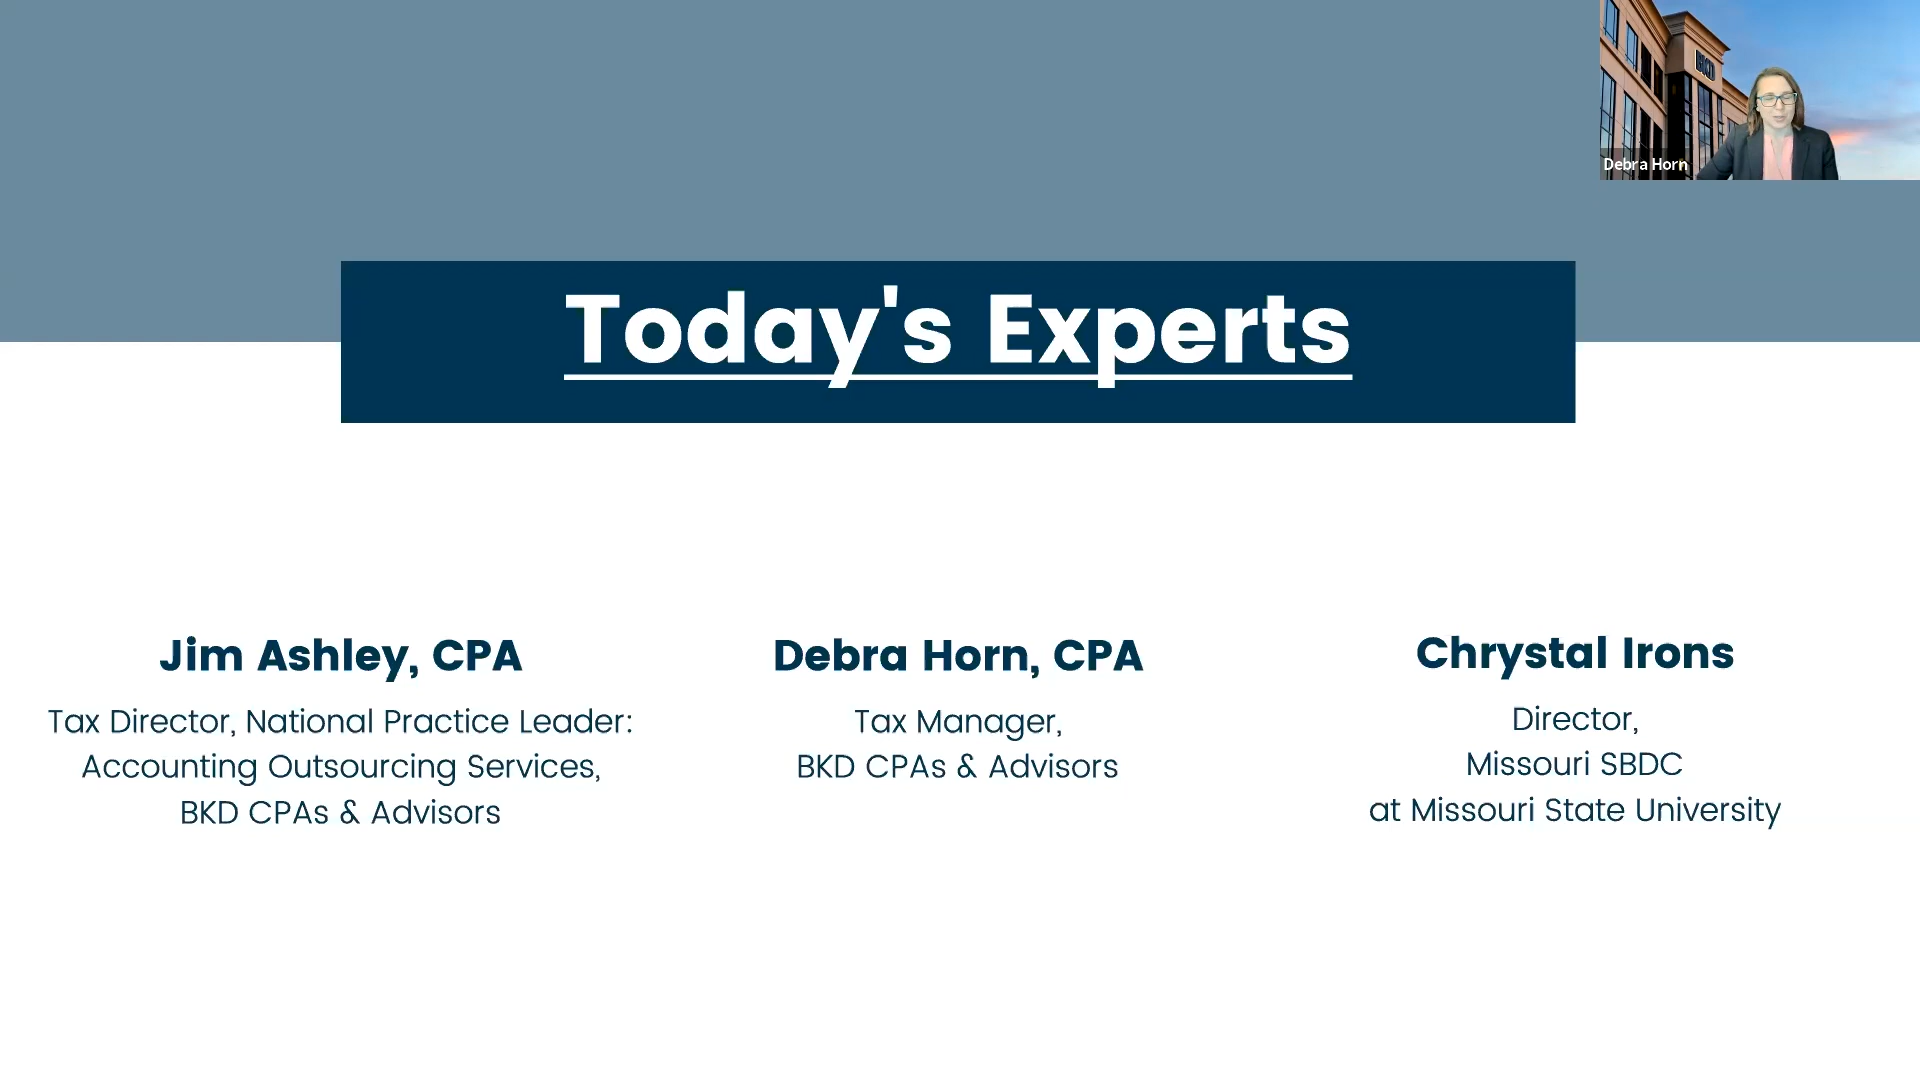 BKD
Debra Horn
Today's Experts
Jim Ashley, CPA
Tax Director, National Practice Leader:
Accounting Outsourcing Services,
BKD CPAs & Advisors
Debra Horn, CPA
Tax Manager,
BKD CPAs & Advisors
Chrystal Irons
Director,
Missouri SBDC
at Missouri State University